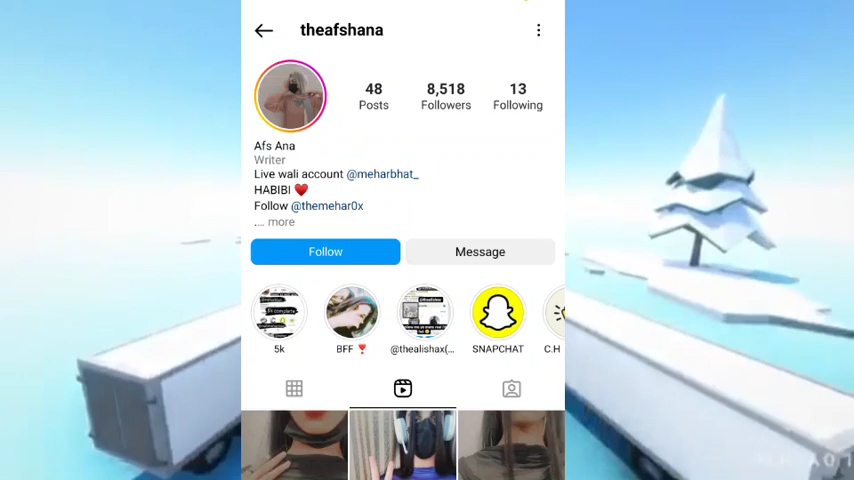 theafshana
48
8,518
13
Posts
Followers
Following
Afs Ana
Writer
Live wali account @meharbhat_
HABIBI ❤️
Follow @themehar0x
.... more
Follow
Message
5k
BFF ❣️
@thealishax(...
SNAPCHAT
C.H